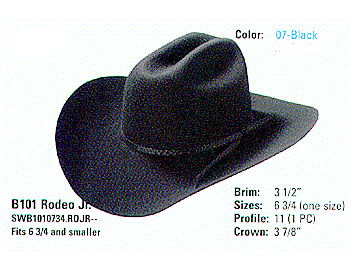 Color: 07-Black
B101 Rodeo Jr.
SWB1010734.ROJR--
Fits 6 3/4 and smaller
Brim: 3 1/2"
Sizes: 6 3/4 (one size)
Profile: 11 (1 PC)
Crown: 3 7/8"